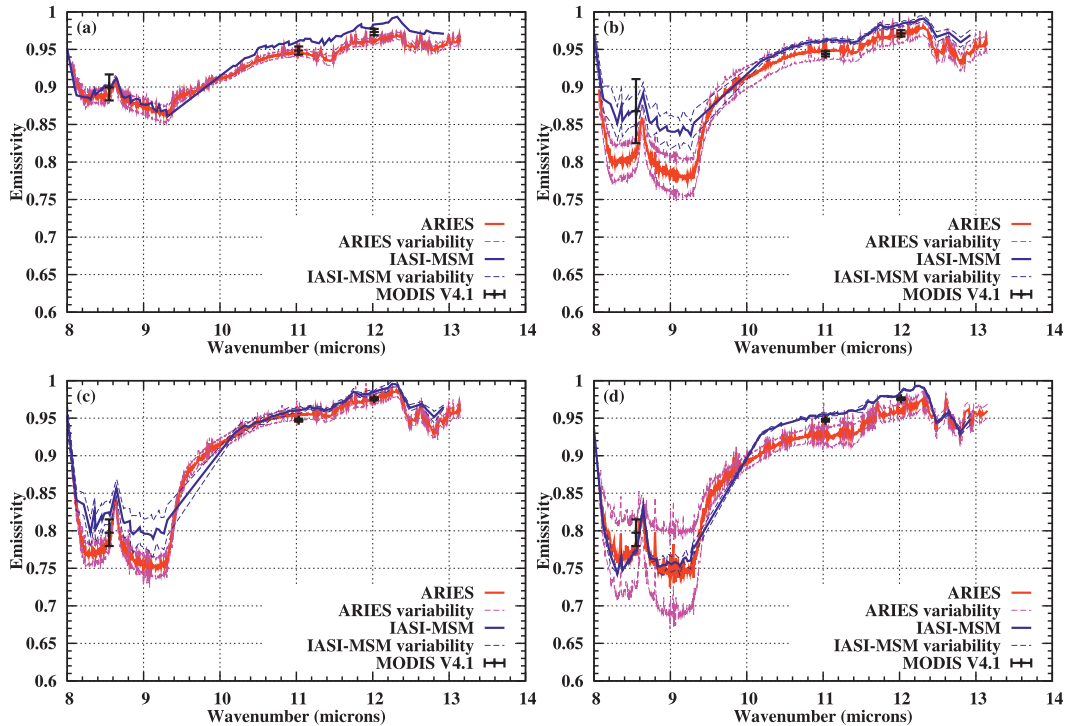 (a)
Emissivity
1
0.95
0.9
0.85
0.8
0.75
0.7
0.65
0.6
8 9 10 11 12 13 14
Wavenumber (microns)
ARIES
ARIES variability
IASI-MSM
IASI-MSM variability
MODIS V4.1
(b)
Emissivity
1
0.95
0.9
0.85
0.8
0.75
0.7
0.65
0.6
8 9 10 11 12 13 14
Wavenumber (microns)
ARIES
ARIES variability
IASI-MSM
IASI-MSM variability
MODIS V4.1
(c)
Emissivity
1
0.95
0.9
0.85
0.8
0.75
0.7
0.65
0.6
8 9 10 11 12 13 14
Wavenumber (microns)
ARIES
ARIES variability
IASI-MSM
IASI-MSM variability
MODIS V4.1
(d)
Emissivity
1
0.95
0.9
0.85
0.8
0.75
0.7
0.65
0.6
8 9 10 11 12 13 14
Wavenumber (microns)
ARIES
ARIES variability
IASI-MSM
IASI-MSM variability
MODIS V4.1